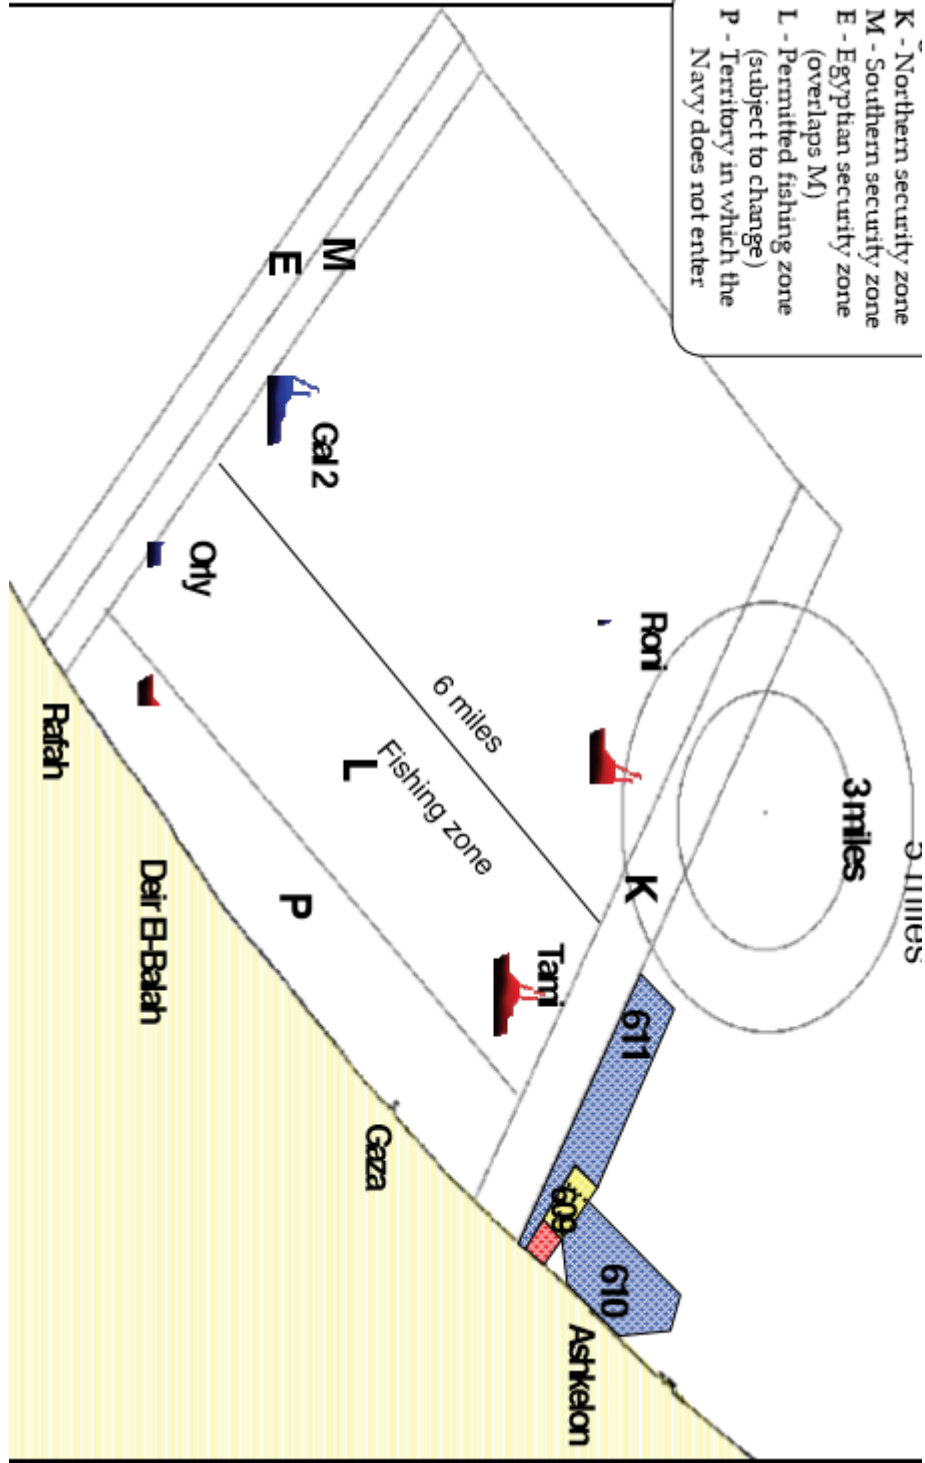 K - Northern security zone
M - Southern security zone
E - Egyptian security zone
(overlaps M)
L - Permitted fishing zone
(subject to change)
P - Territory in which the
Navy does not enter
M
E
Gal 2
Orly
Roni
6 miles
Fishing zone
L
3 miles
5 miles
K
P
Tami
611
609
610
Rafah
Deir El-Balah
Gaza
Ashkelon